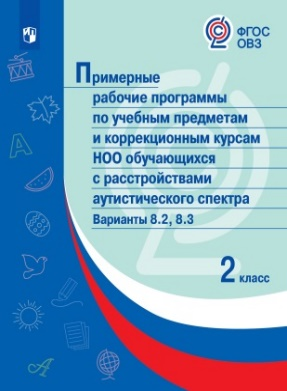 ФГОС
ОВЗ
Примерные
рабочие программы
по учебным предметам
и коррекционным курсам
НОО обучающихся
с расстройствами
аутистического спектра
Варианты 8.2, 8.3
2 класс